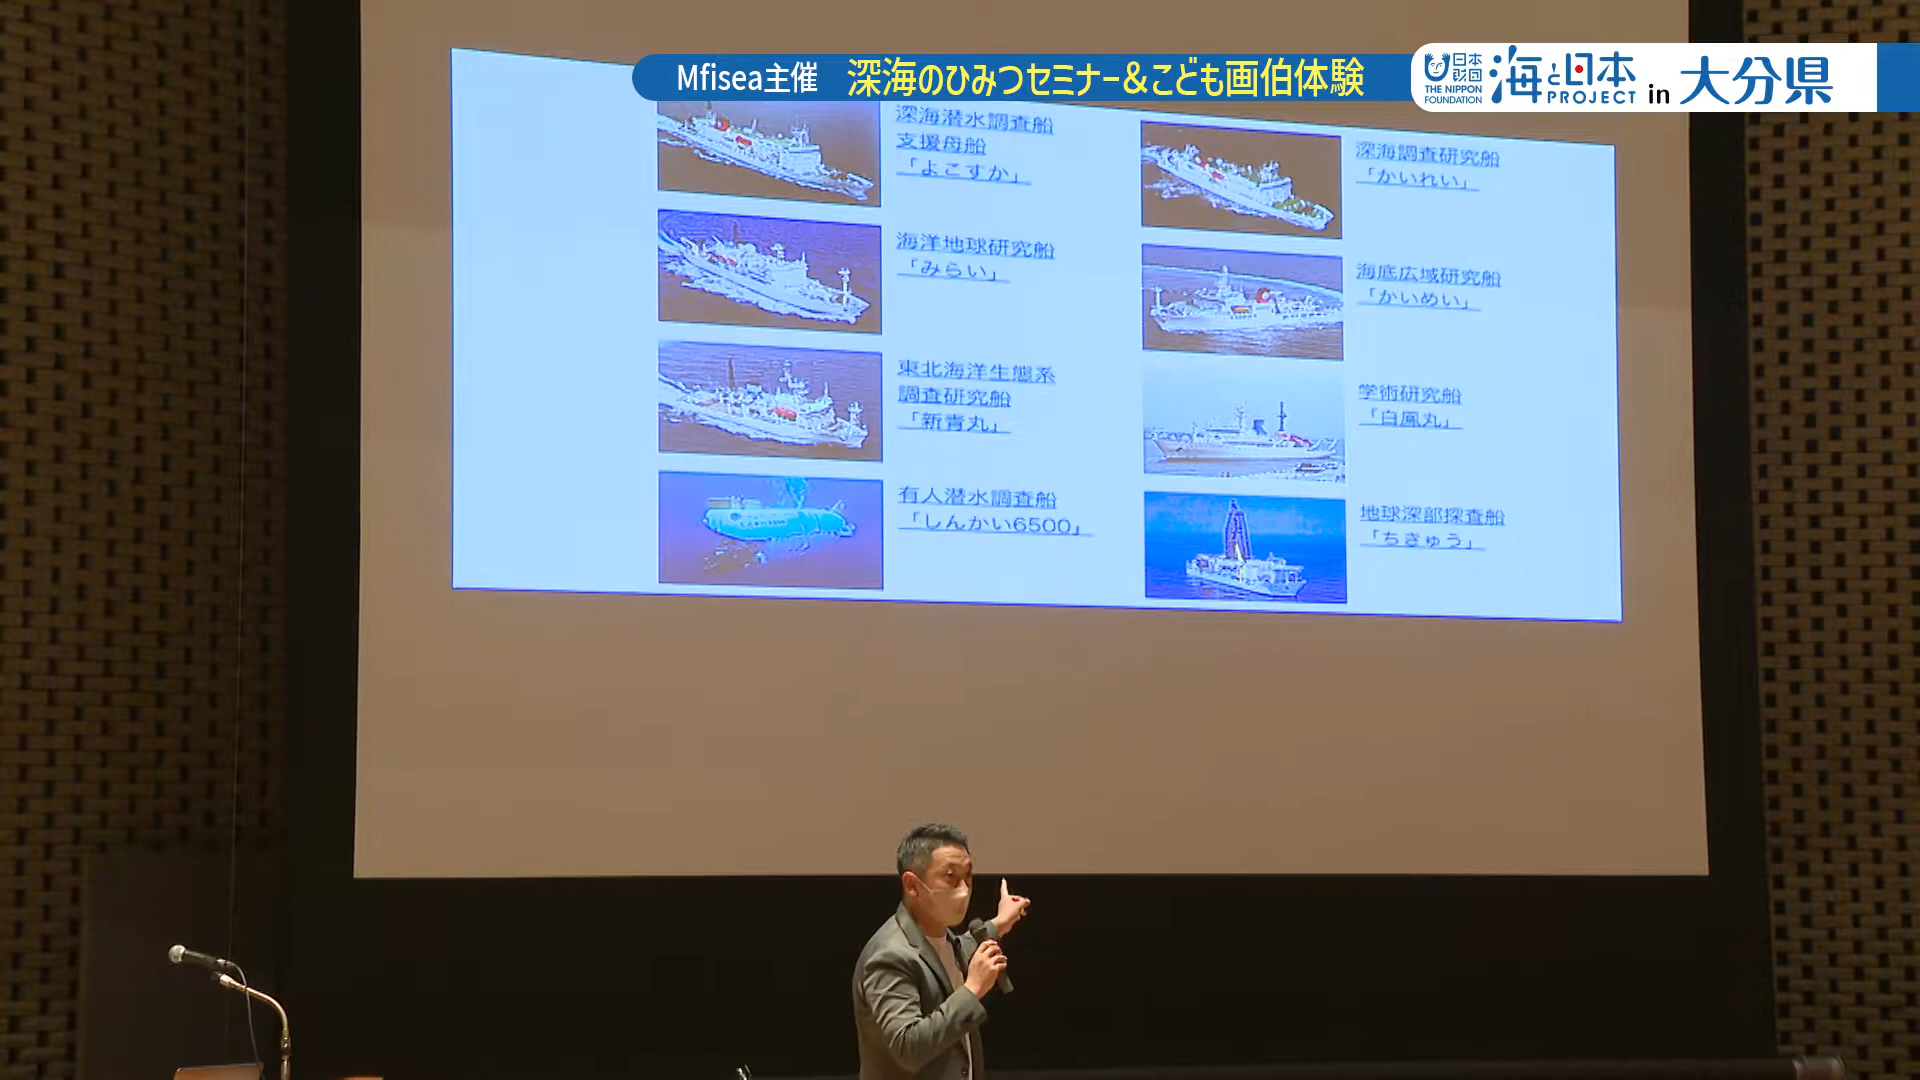 Mfisea主催 深海のひみつセミナー&こども画伯体験
日本
財団
THE NIPPON
FOUNDATION
海と日本
PROJECT
in 大分県
深海潜水調査船
支援母船
「よこすか」
深海調査研究船
「かいれい」
海洋地球研究船
「みらい」
海底広域研究船
「かいめい」
東北海洋生態系
調査研究船
「新青丸」
学術研究船
「白鳳丸」
有人潜水調査船
「しんかい6500」
地球深部探査船
「ちきゅう」